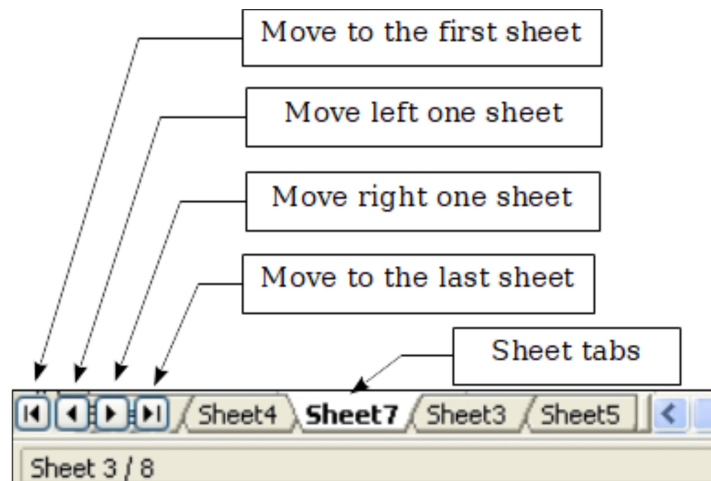 Move to the first sheet
Move left one sheet
Move right one sheet
Move to the last sheet
Sheet tabs
Sheet4 Sheet7 Sheet3 Sheet5
Sheet 3 / 8